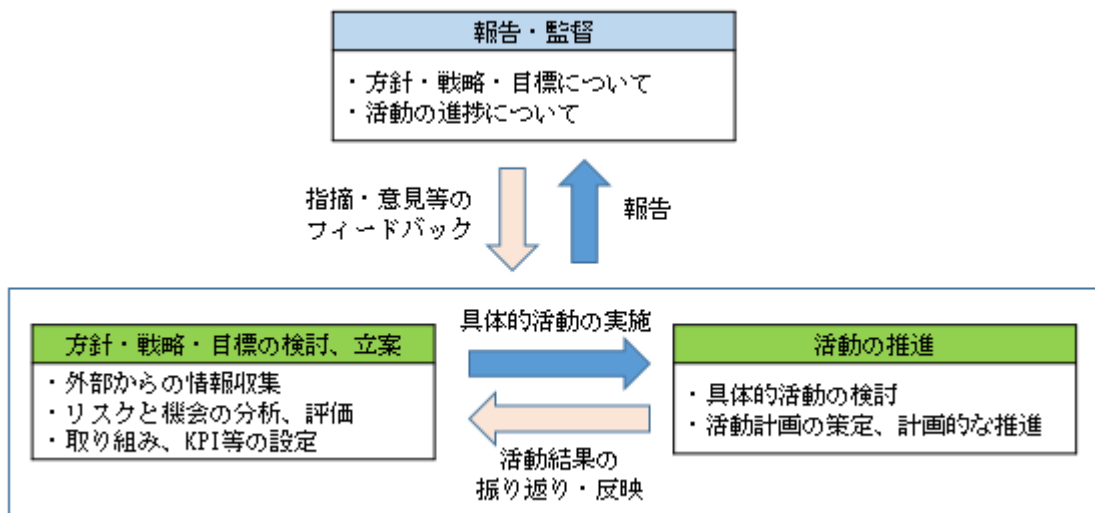 報告・監督
・方針・戦略・目標について
・活動の進捗について
指摘・意見等の
フィードバック
報告
具体的活動の実施
方針・戦略・目標の検討、立案
・外部からの情報収集
・リスクと機会の分析、評価
・取り組み、KPI等の設定
活動の推進
・具体的活動の検討
・活動計画の策定、計画的な推進
活動結果の
振り返り・反映